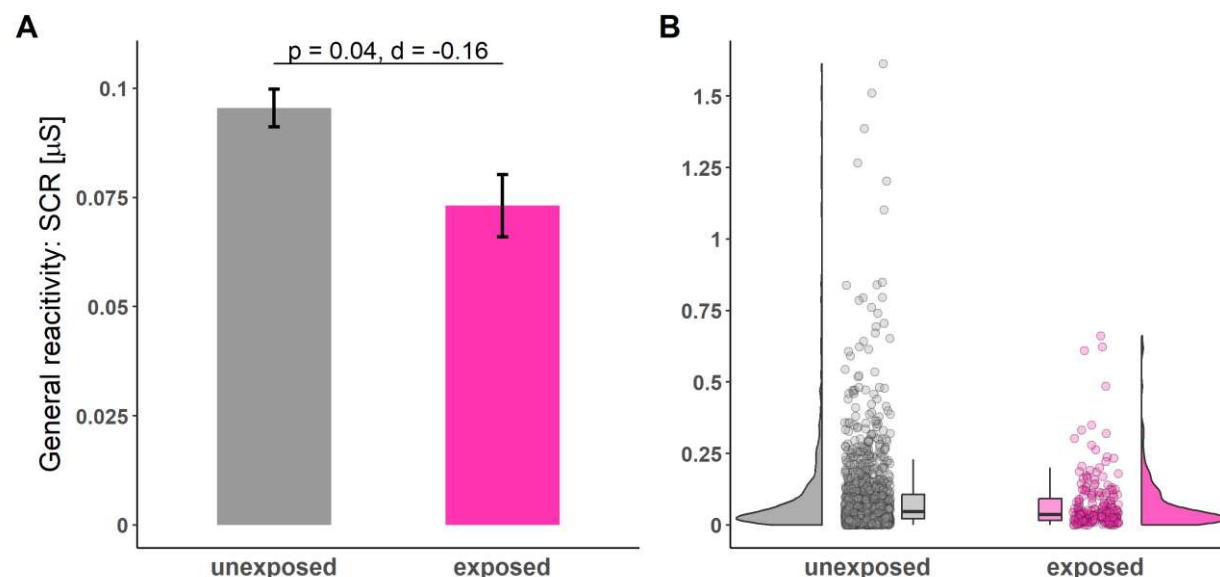 A
General reacitivity: SCR [µS]
p = 0.04, d = -0.16
0.1
0.075
0.05
0.025
0
unexposed
exposed
B
1.5
1.25
1
0.75
0.5
0.25
0
unexposed
exposed